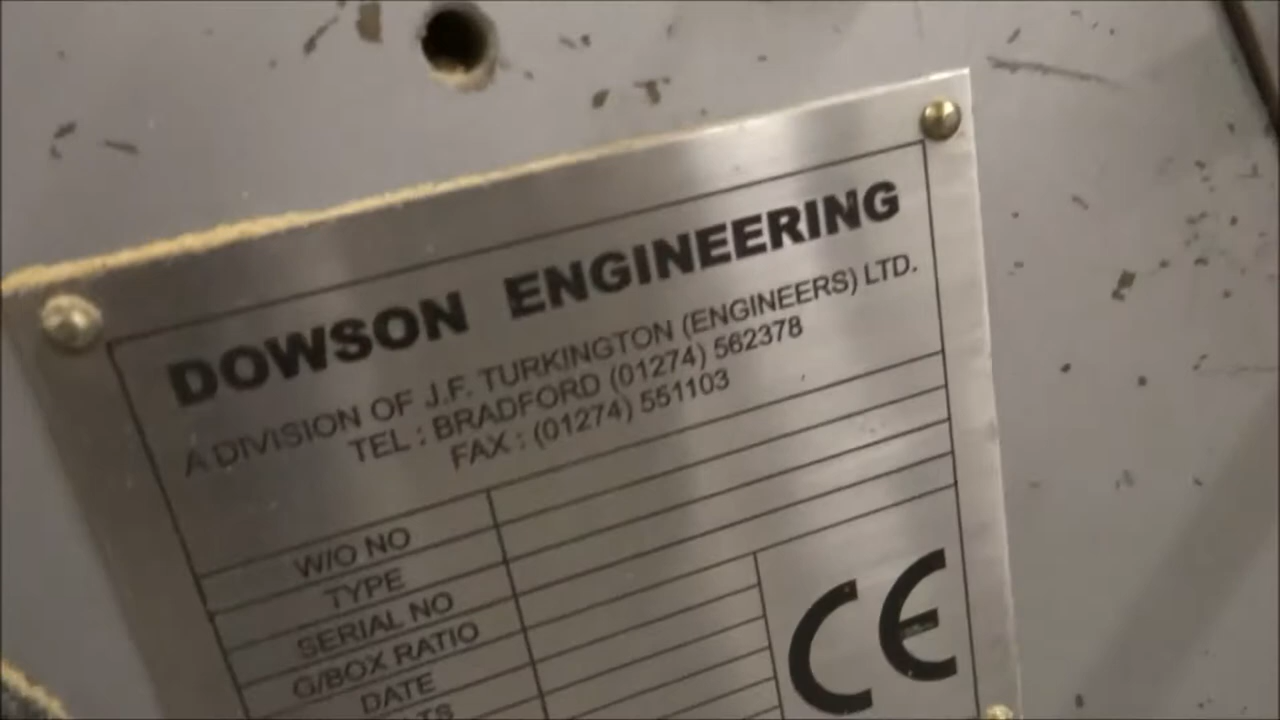 DOWSON ENGINEERING
A DIVISION OF J.F. TURKINGTON (ENGINEERS) LTD.
TEL : BRADFORD (01274) 562378
FAX : (01274) 551103
W/O NO
TYPE
SERIAL NO
G/BOX RATIO
DATE
CE